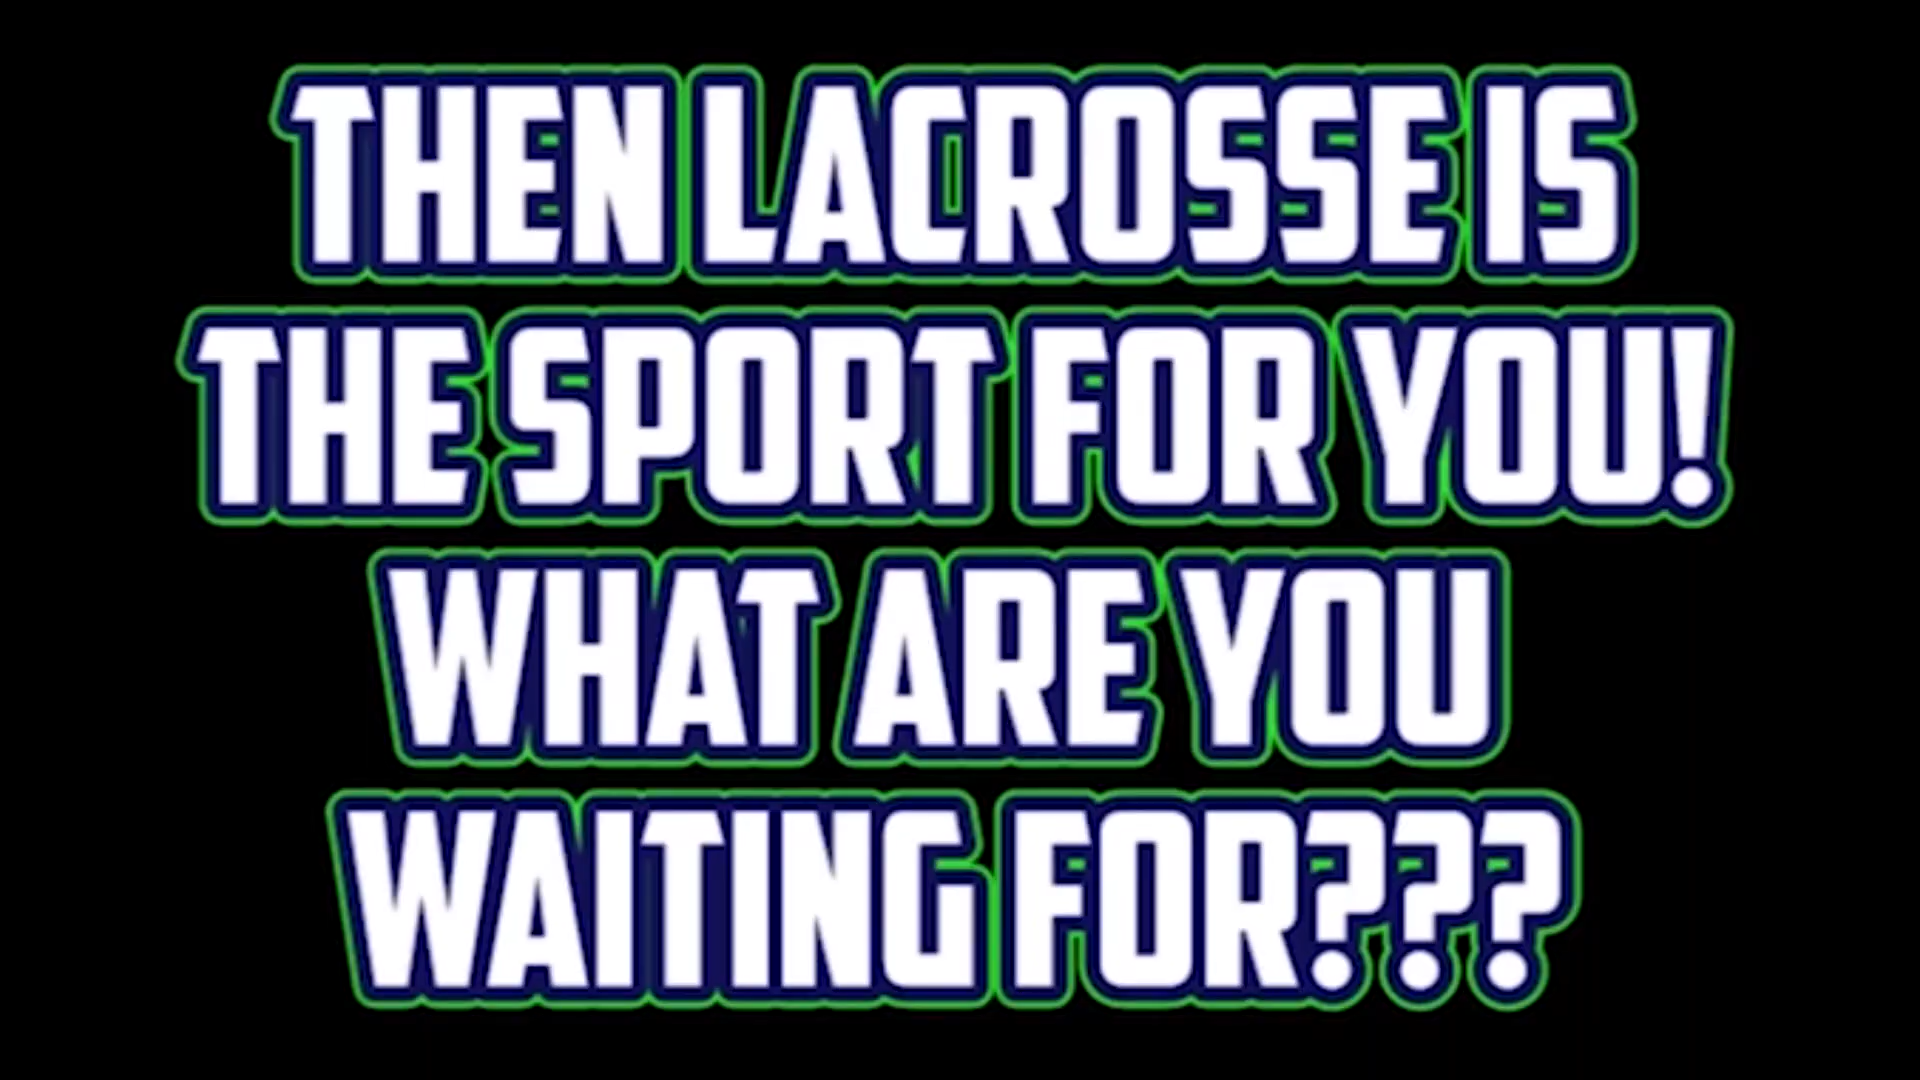 THEN LACROSSE IS
THE SPORT FOR YOU!
WHAT ARE YOU
WAITING FOR???